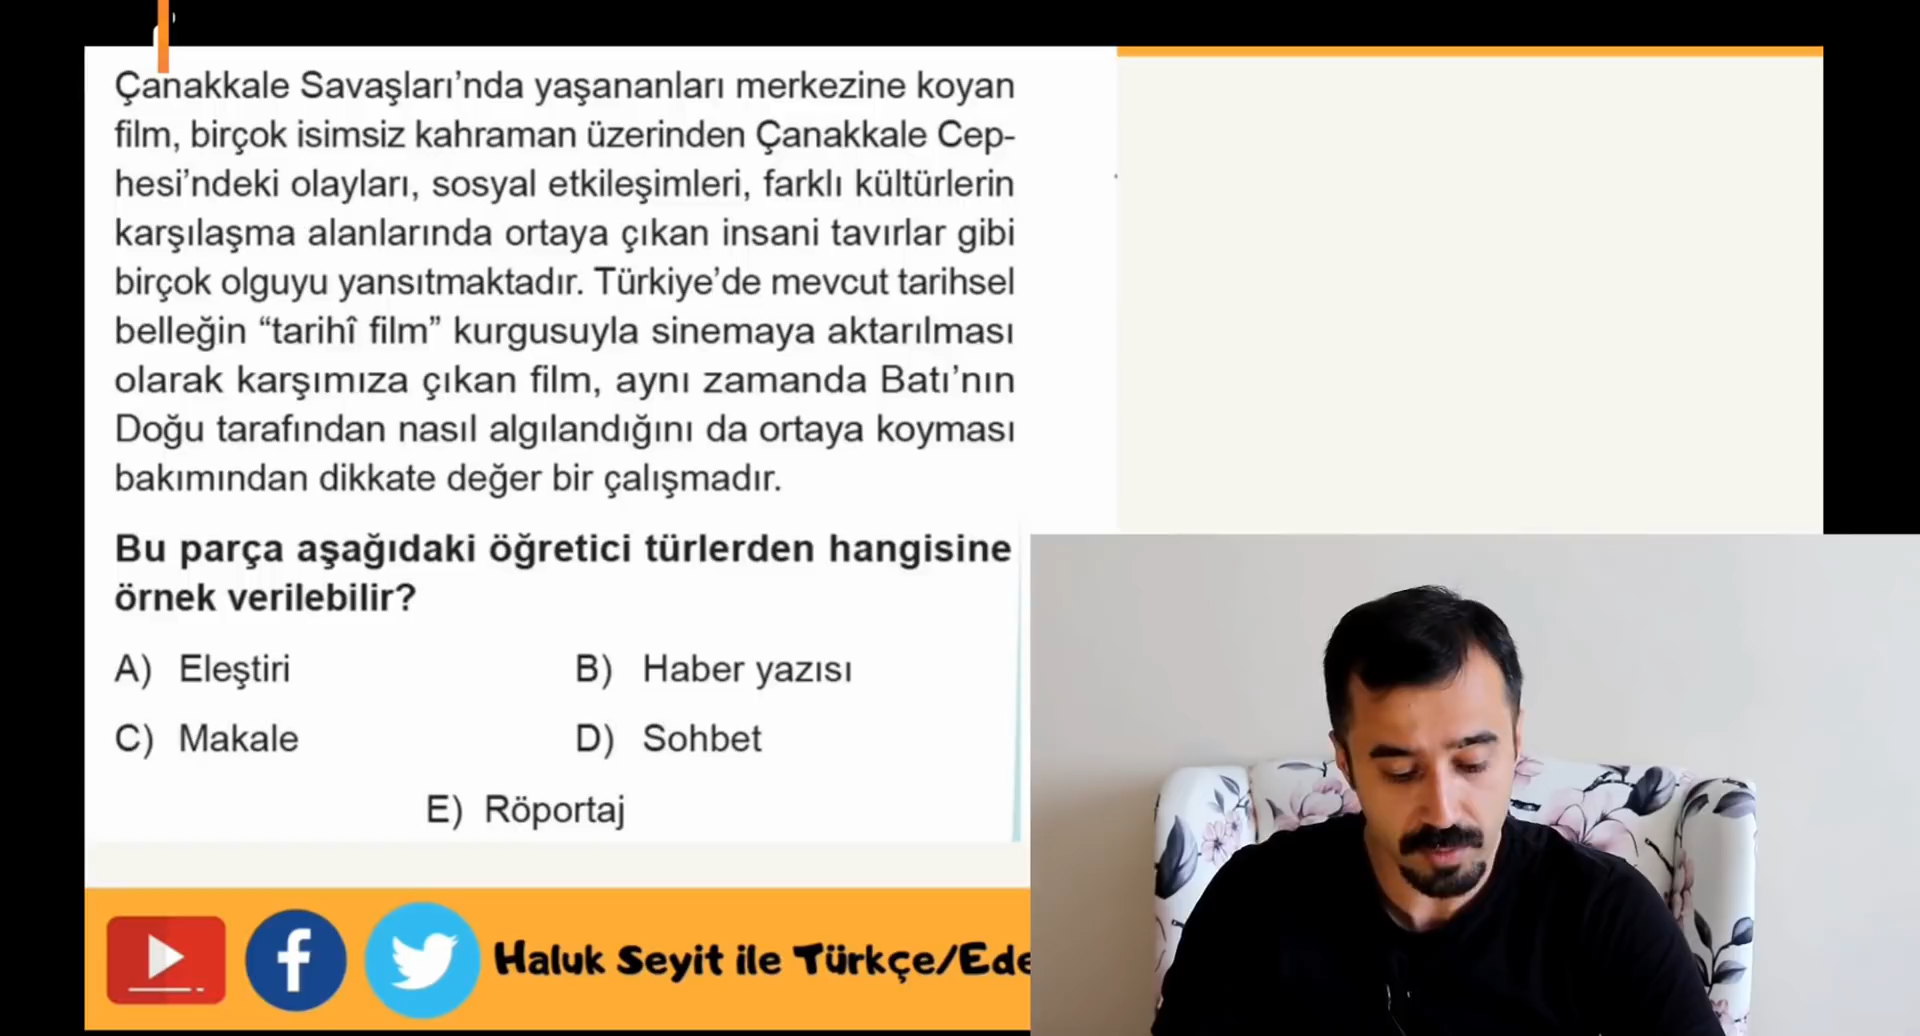 Çanakkale Savaşları’nda yaşananları merkezine koyan
film, birçok isimsiz kahraman üzerinden Çanakkale Cep-
hesi’ndeki olayları, sosyal etkileşimleri, farklı kültürlerin
karşılaşma alanlarında ortaya çıkan insani tavırlar gibi
birçok olguyu yansıtmaktadır. Türkiye’de mevcut tarihsel
belleğin “tarihî film” kurgusuyla sinemaya aktarılması
olarak karşımıza çıkan film, aynı zamanda Batı’nın
Doğu tarafından nasıl algılandığını da ortaya koyması
bakımından dikkate değer bir çalışmadır.
Bu parça aşağıdaki öğretici türlerden hangisine
örnek verilebilir?
A) Eleştiri B) Haber yazısı
C) Makale D) Sohbet
E) Röportaj
Haluk Seyit ile Türkçe/Ede